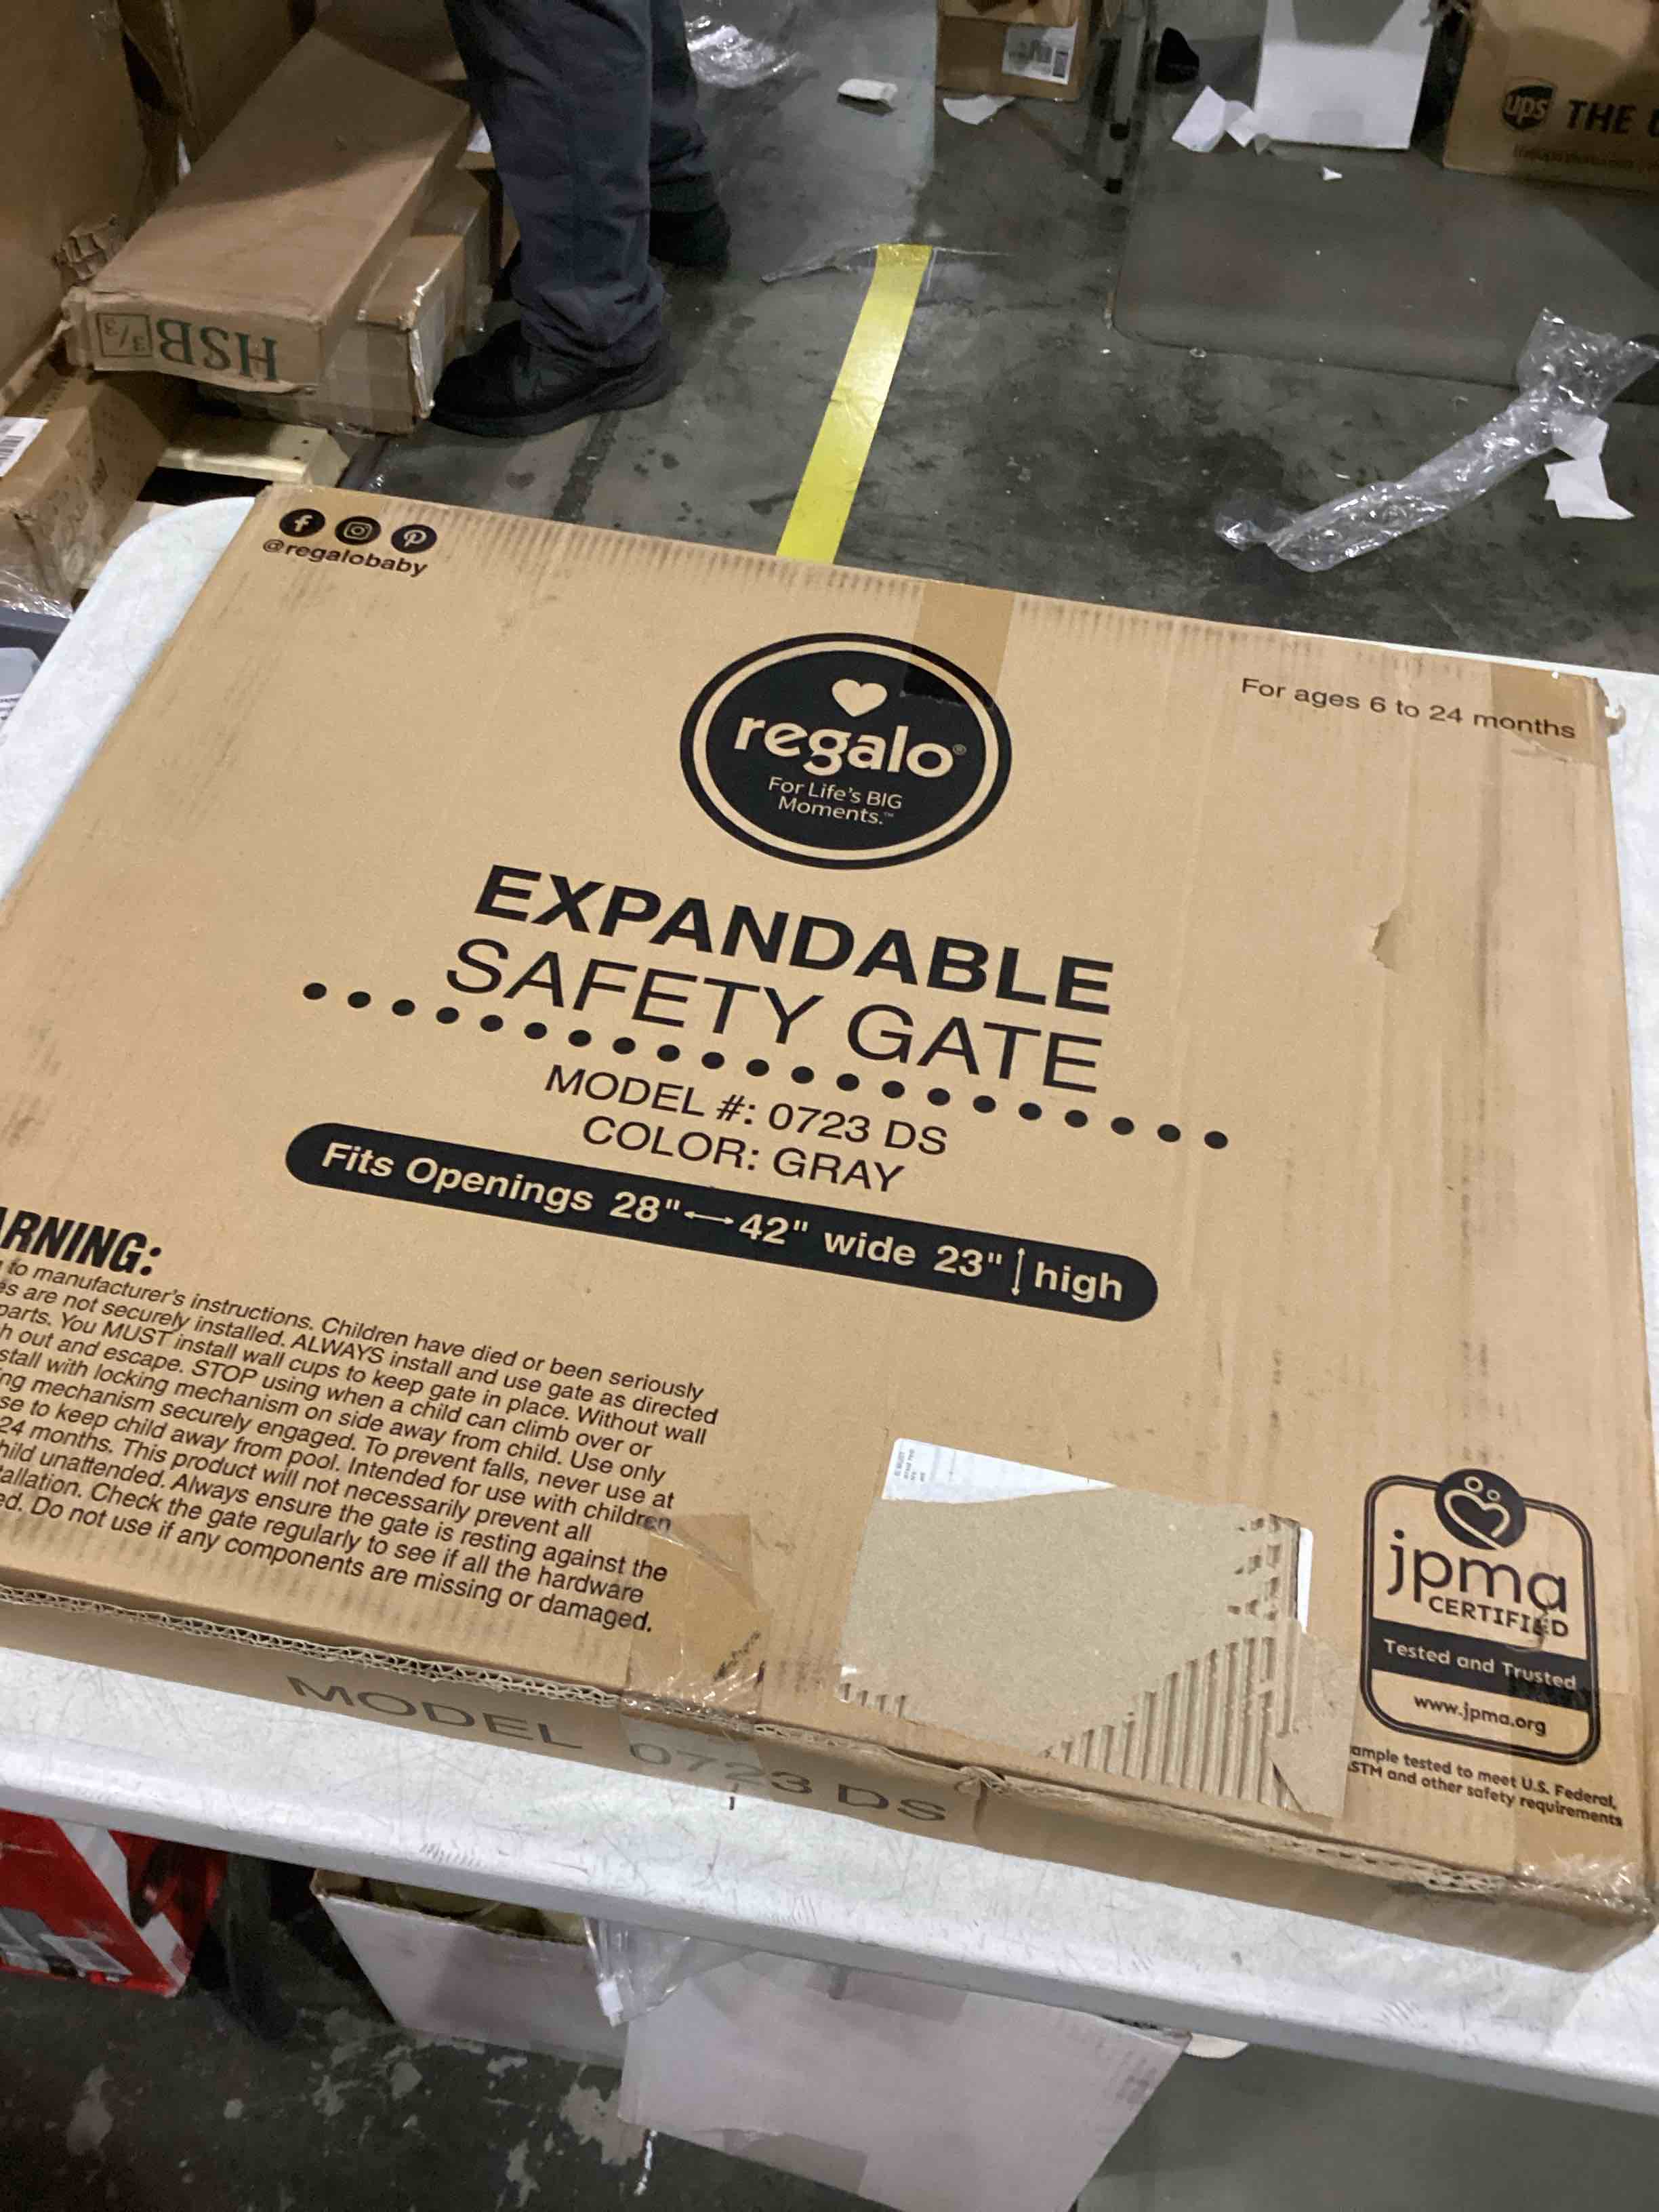 UPS THE
HSB 3/3
@regalobaby
For ages 6 to 24 months
regalo®
For Life's BIG
Moments.™
EXPANDABLE
SAFETY GATE
MODEL #: 0723 DS
COLOR: GRAY
Fits Openings 28" ⟷ 42" wide 23" ↕ high
ARNING:
to manufacturer's instructions. Children have died or been seriously
es are not securely installed. ALWAYS install and use gate as directed
parts. You MUST install wall cups to keep gate in place. Without wall
h out and escape. STOP using when a child can climb over or
stall with locking mechanism on side away from child. Use only
ng mechanism securely engaged. To prevent falls, never use at
se to keep child away from pool. Intended for use with children
24 months. This product will not necessarily prevent all
hild unattended. Always ensure the gate is resting against the
tallation. Check the gate regularly to see if all the hardware
ed. Do not use if any components are missing or damaged.
jpma
CERTIFIED
Tested and Trusted
www.jpma.org
ample tested to meet U.S. Federal,
STM and other safety requirements
MODEL 0723 DS